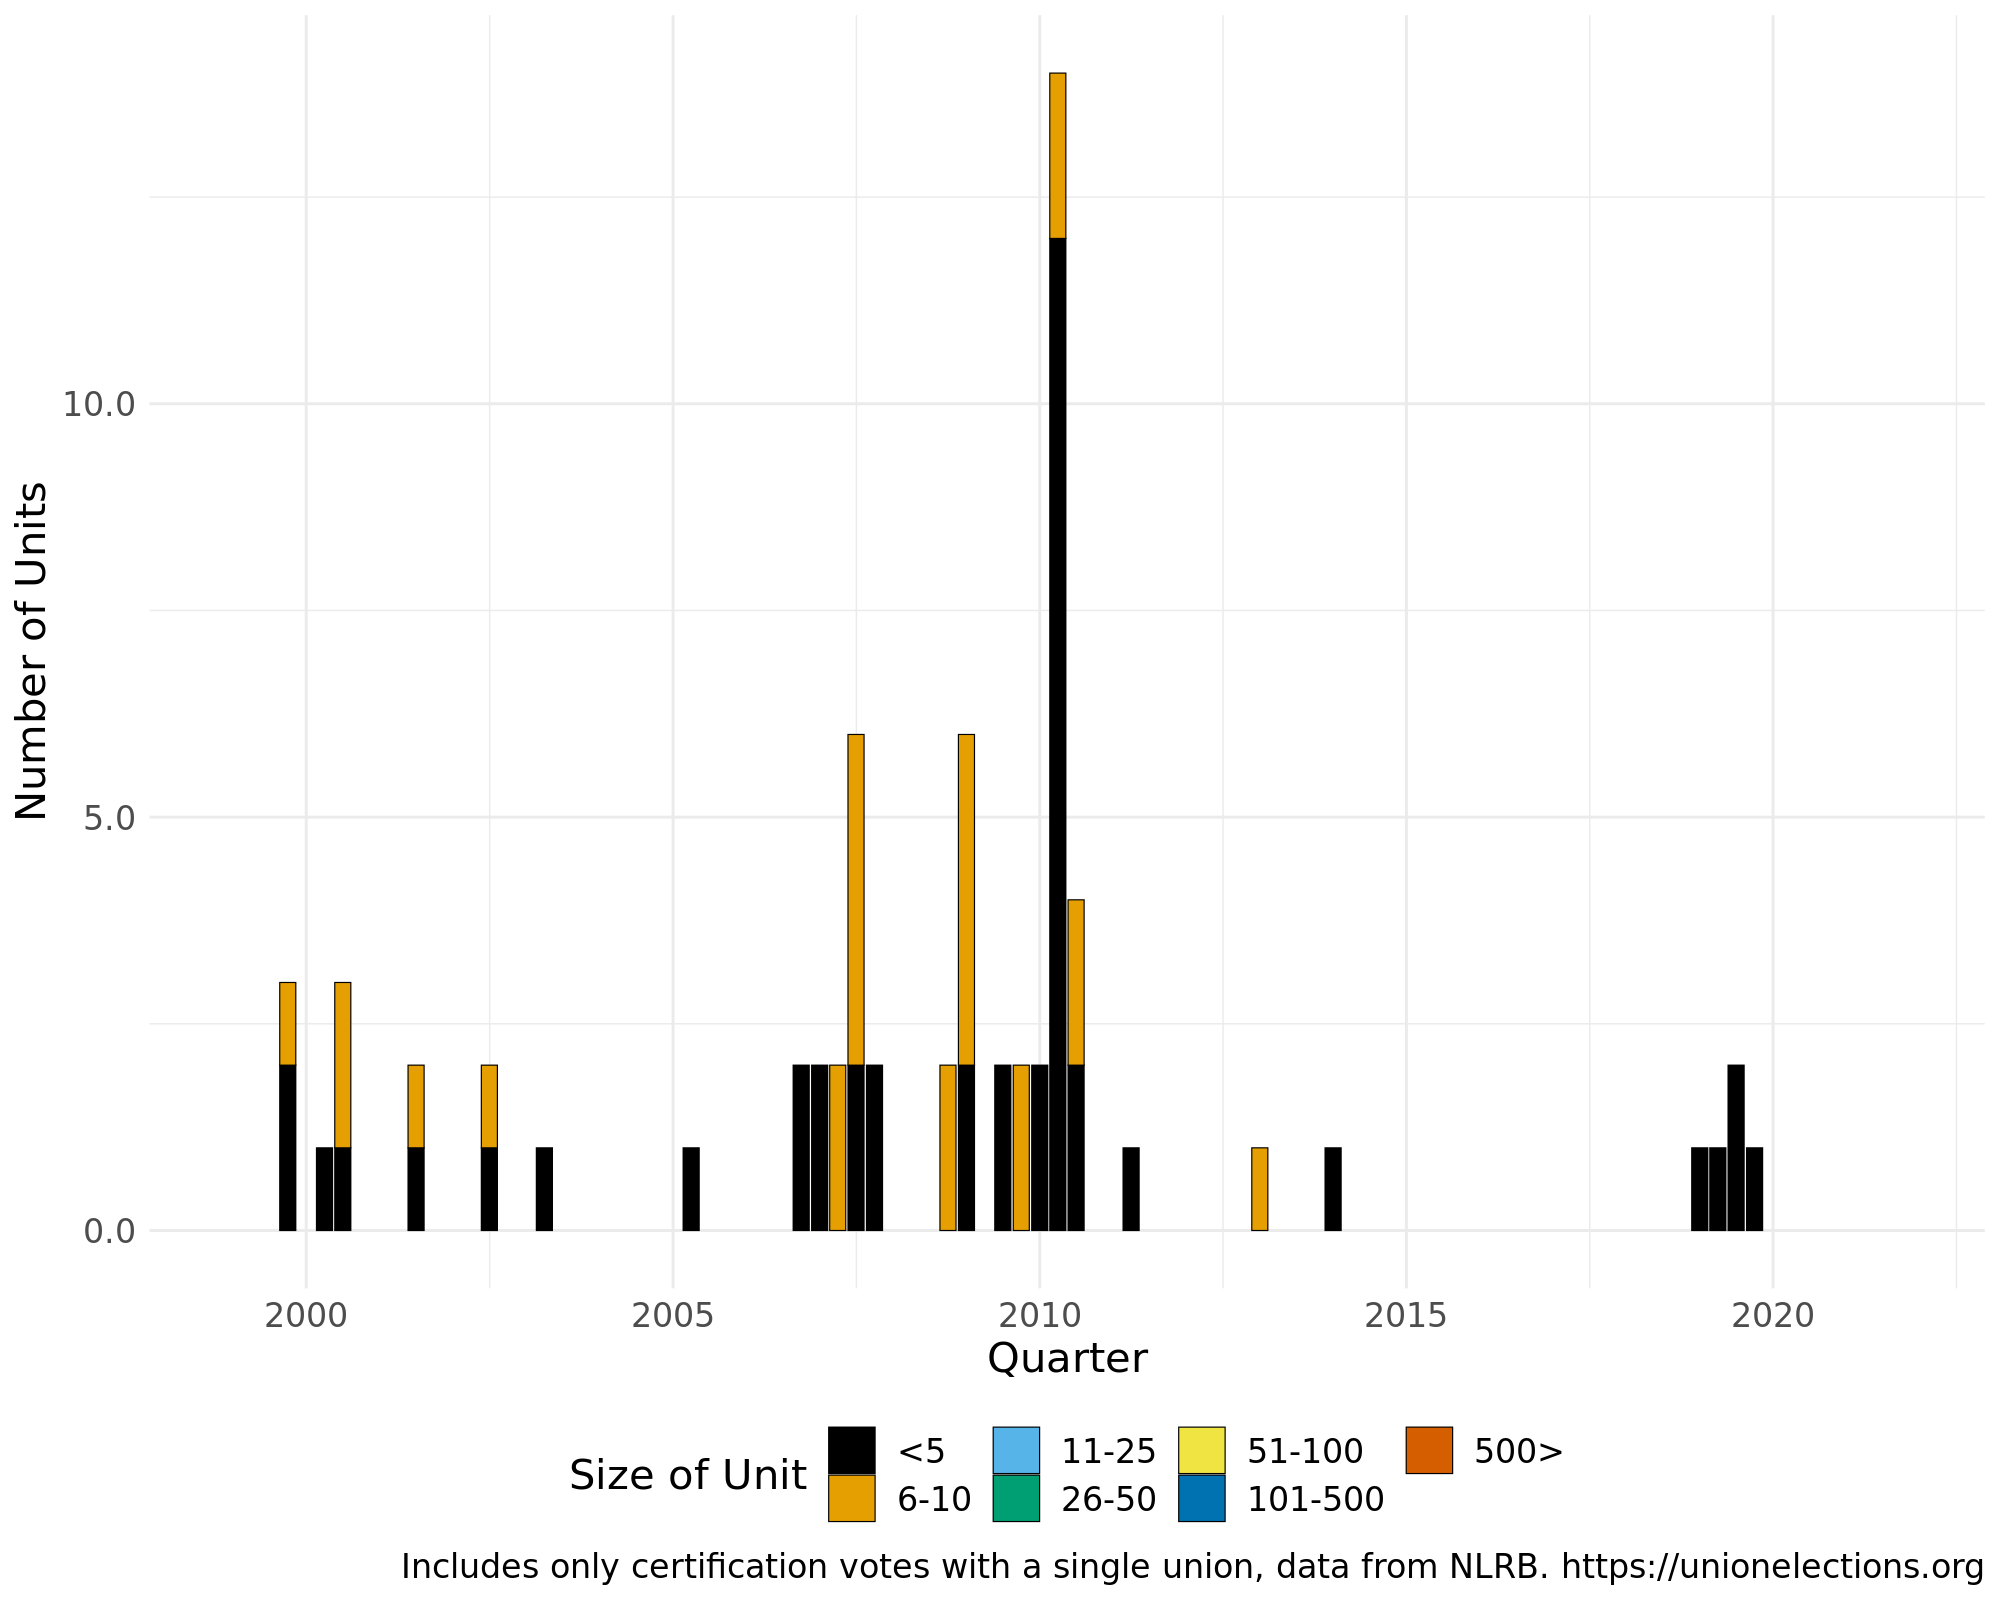 Number of Units
10.0
5.0
0.0
2000 2005 2010 2015 2020
Quarter
Size of Unit
<5 11-25 51-100 500>
6-10 26-50 101-500
Includes only certification votes with a single union, data from NLRB. https://unionelections.org